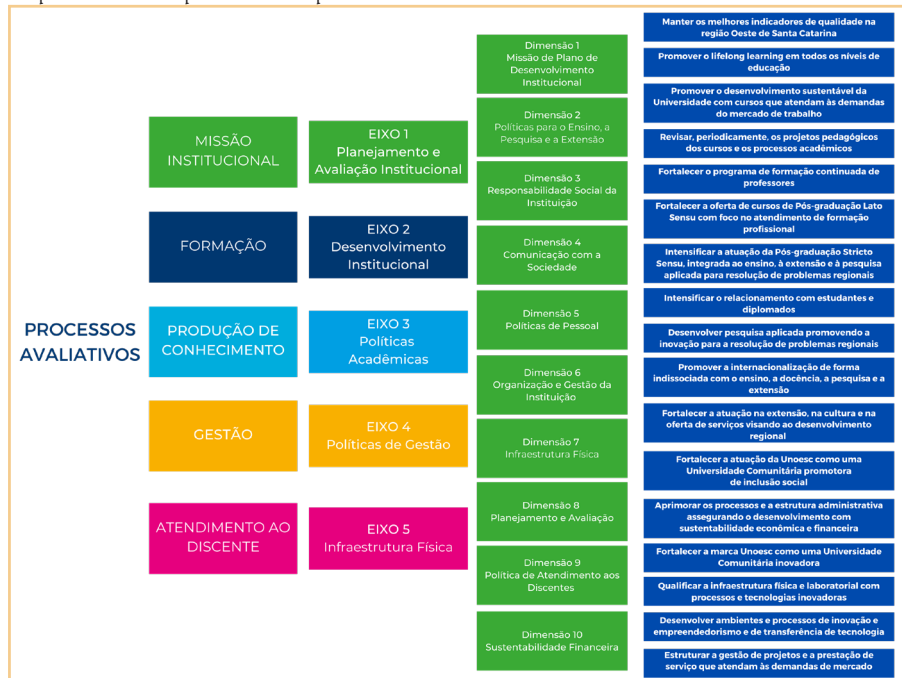 PROCESSOS
AVALIATIVOS
MISSÃO
INSTITUCIONAL
FORMAÇÃO
PRODUÇÃO DE
CONHECIMENTO
GESTÃO
ATENDIMENTO AO
DISCENTE
EIXO 1
Planejamento e
Avaliação Institucional
EIXO 2
Desenvolvimento
Institucional
EIXO 3
Políticas
Acadêmicas
EIXO 4
Políticas de Gestão
EIXO 5
Infraestrutura Física
Dimensão 1
Missão de Plano de
Desenvolvimento
Institucional
Dimensão 2
Políticas para o Ensino, a
Pesquisa e a Extensão
Dimensão 3
Responsabilidade Social da
Instituição
Dimensão 4
Comunicação com a
Sociedade
Dimensão 5
Políticas de Pessoal
Dimensão 6
Organização e Gestão da
Instituição
Dimensão 7
Infraestrutura Física
Dimensão 8
Planejamento e Avaliação
Dimensão 9
Política de Atendimento aos
Discentes
Dimensão 10
Sustentabilidade Financeira
Manter os melhores indicadores de qualidade na
região Oeste de Santa Catarina
Promover o lifelong learning em todos os níveis de
educação
Promover o desenvolvimento sustentável da
Universidade com cursos que atendam às demandas
do mercado de trabalho
Revisar, periodicamente, os projetos pedagógicos
dos cursos e os processos acadêmicos
Fortalecer o programa de formação continuada de
professores
Fortalecer a oferta de cursos de Pós-graduação Lato
Sensu com foco no atendimento de formação
profissional
Intensificar a atuação da Pós-graduação Stricto
Sensu, integrada ao ensino, à extensão e à pesquisa
aplicada para resolução de problemas regionais
Intensificar o relacionamento com estudantes e
diplomados
Desenvolver pesquisa aplicada promovendo a
inovação para a resolução de problemas regionais
Promover a internacionalização de forma
indissociada com o ensino, a docência, a pesquisa e a
extensão
Fortalecer a atuação na extensão, na cultura e na
oferta de serviços visando ao desenvolvimento
regional
Fortalecer a atuação da Unoesc como uma
Universidade Comunitária promotora
de inclusão social
Aprimorar os processos e a estrutura administrativa
assegurando o desenvolvimento com
sustentabilidade econômica e financeira
Fortalecer a marca Unoesc como uma Universidade
Comunitária inovadora
Qualificar a infraestrutura física e laboratorial com
processos e tecnologias inovadoras
Desenvolver ambientes e processos de inovação e
empreendedorismo e de transferência de tecnologia
Estruturar a gestão de projetos e a prestação de
serviço que atendam às demandas de mercado